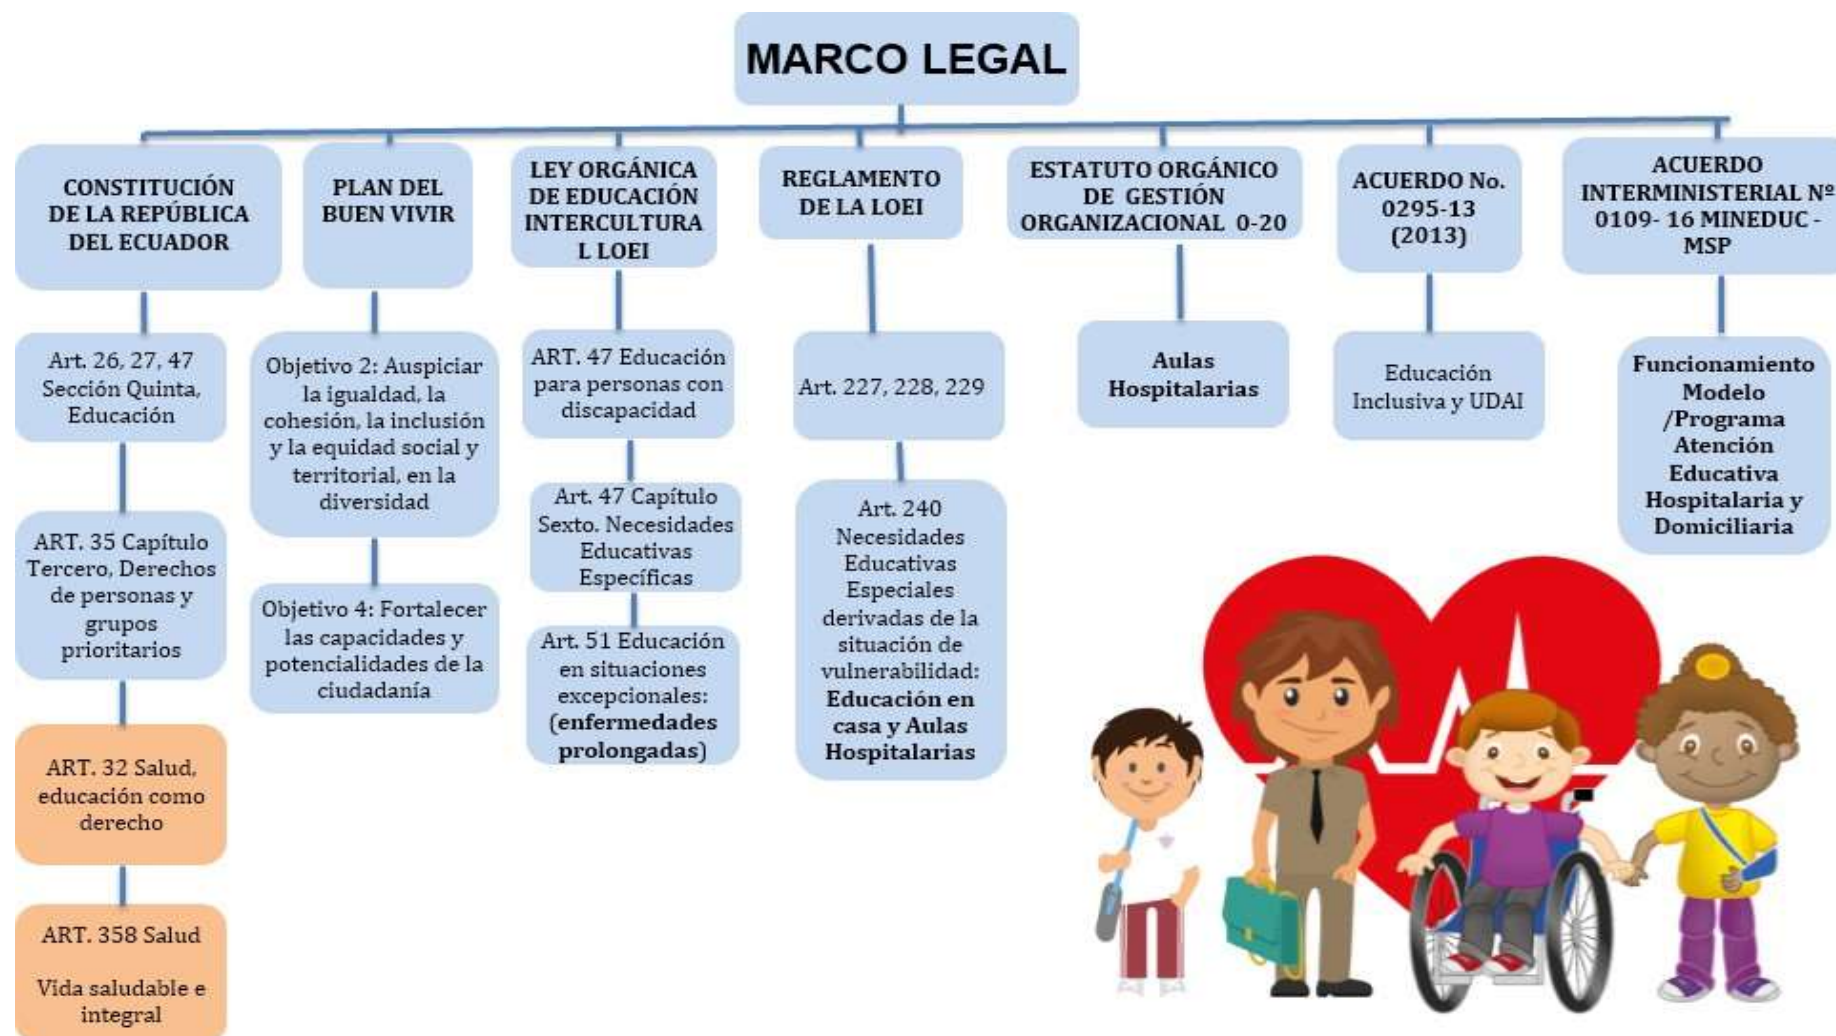 MARCO LEGAL
CONSTITUCIÓN
DE LA REPÚBLICA
DEL ECUADOR
Art. 26, 27, 47
Sección Quinta,
Educación
ART. 35 Capítulo
Tercero, Derechos
de personas y
grupos
prioritarios
ART. 32 Salud,
educación como
derecho
ART. 358 Salud
Vida saludable e
integral
PLAN DEL
BUEN VIVIR
Objetivo 2: Auspiciar
la igualdad, la
cohesión, la inclusión
y la equidad social y
territorial, en la
diversidad
Objetivo 4: Fortalecer
las capacidades y
potencialidades de la
ciudadanía
LEY ORGÁNICA
DE EDUCACIÓN
INTERCULTURA
L LOEI
ART. 47 Educación
para personas con
discapacidad
Art. 47 Capítulo
Sexto. Necesidades
Educativas
Específicas
Art. 51 Educación
en situaciones
excepcionales:
(enfermedades
prolongadas)
REGLAMENTO
DE LA LOEI
Art. 227, 228, 229
Art. 240
Necesidades
Educativas
Especiales
derivadas de la
situación de
vulnerabilidad:
Educación en
casa y Aulas
Hospitalarias
ESTATUTO ORGÁNICO
DE GESTIÓN
ORGANIZACIONAL 0-20
Aulas
Hospitalarias
ACUERDO No.
0295-13
(2013)
Educación
Inclusiva y UDAI
ACUERDO
INTERMINISTERIAL Nº
0109- 16 MINEDUC -
MSP
Funcionamiento
Modelo
/Programa
Atención
Educativa
Hospitalaria y
Domiciliaria